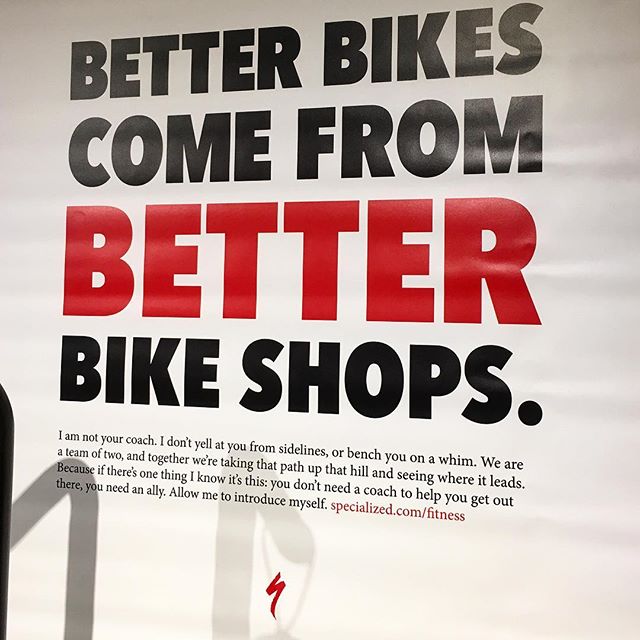 BETTER BIKES
COME FROM
BETTER
BIKE SHOPS.
I am not your coach. I don't yell at you from sidelines, or bench you on a whim. We are
a team of two, and together we're taking that path up that hill and seeing where it leads.
Because if there's one thing I know it's this: you don't need a coach to help you get out
there, you need an ally. Allow me to introduce myself. specialized.com/fitness